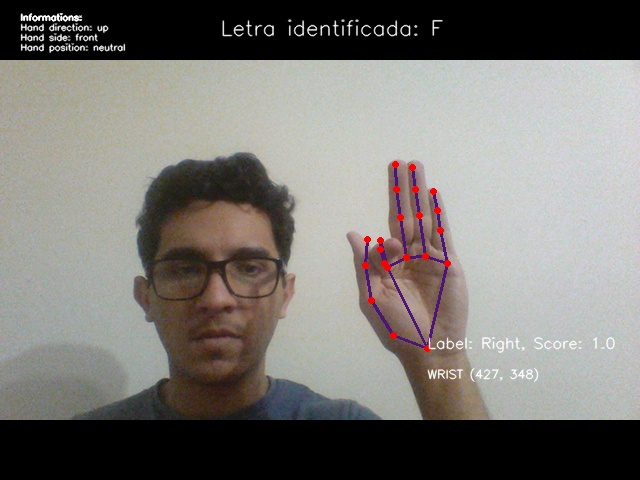 Informations:
Hand direction: up
Hand side: front
Hand position: neutral
Letra identificada: F
Label: Right, Score: 1.0
WRIST (427, 348)